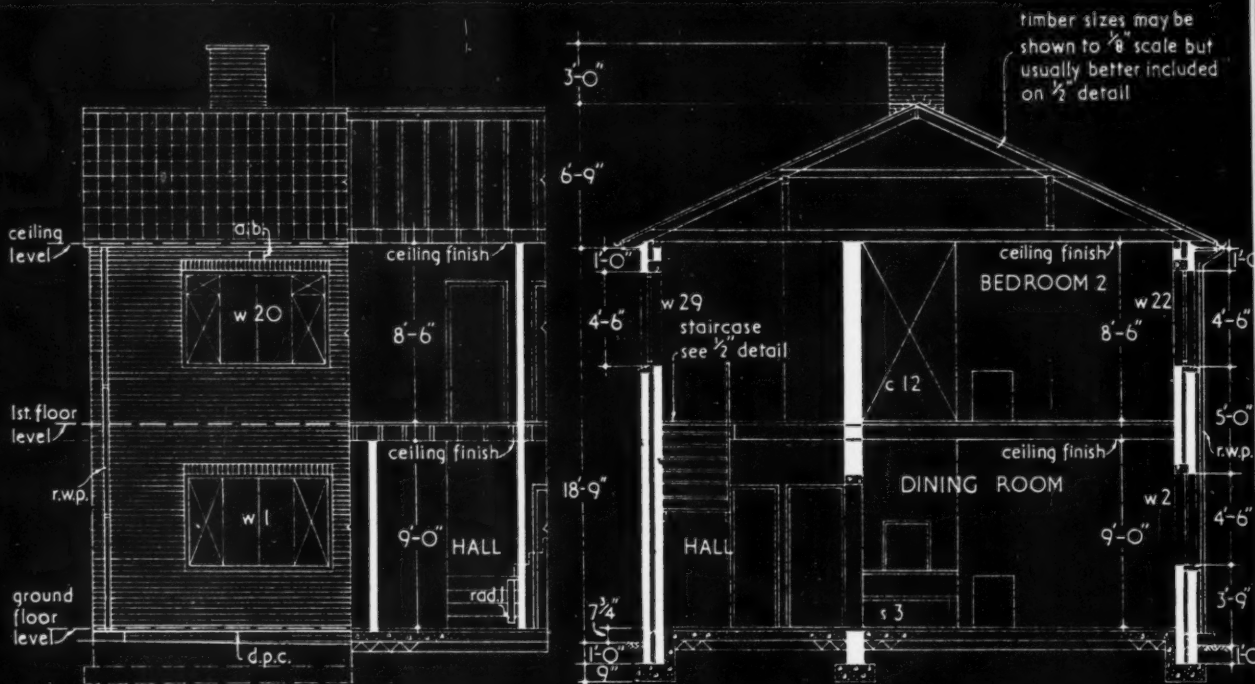 timber sizes may be
shown to 1/8" scale but
usually better included
on 1/2" detail
3'-0"
6'-9"
ceiling
level
a.b.
ceiling finish
w 20
8'-6"
1st. floor
level
ceiling finish
r.w.p.
w 1
9'-0"
HALL
rad.1
ground
floor
level
d.p.c.
18'-9"
7 3/4"
1'-0"
9"
1'-0"
4'-6"
w 29
staircase
see 1/2" detail
HALL
ceiling finish
BEDROOM 2
c 12
8'-6"
w 22
ceiling finish
DINING ROOM
w 2
9'-0"
s 3
4'-6"
5'-0"
r.w.p.
4'-6"
3'-9"